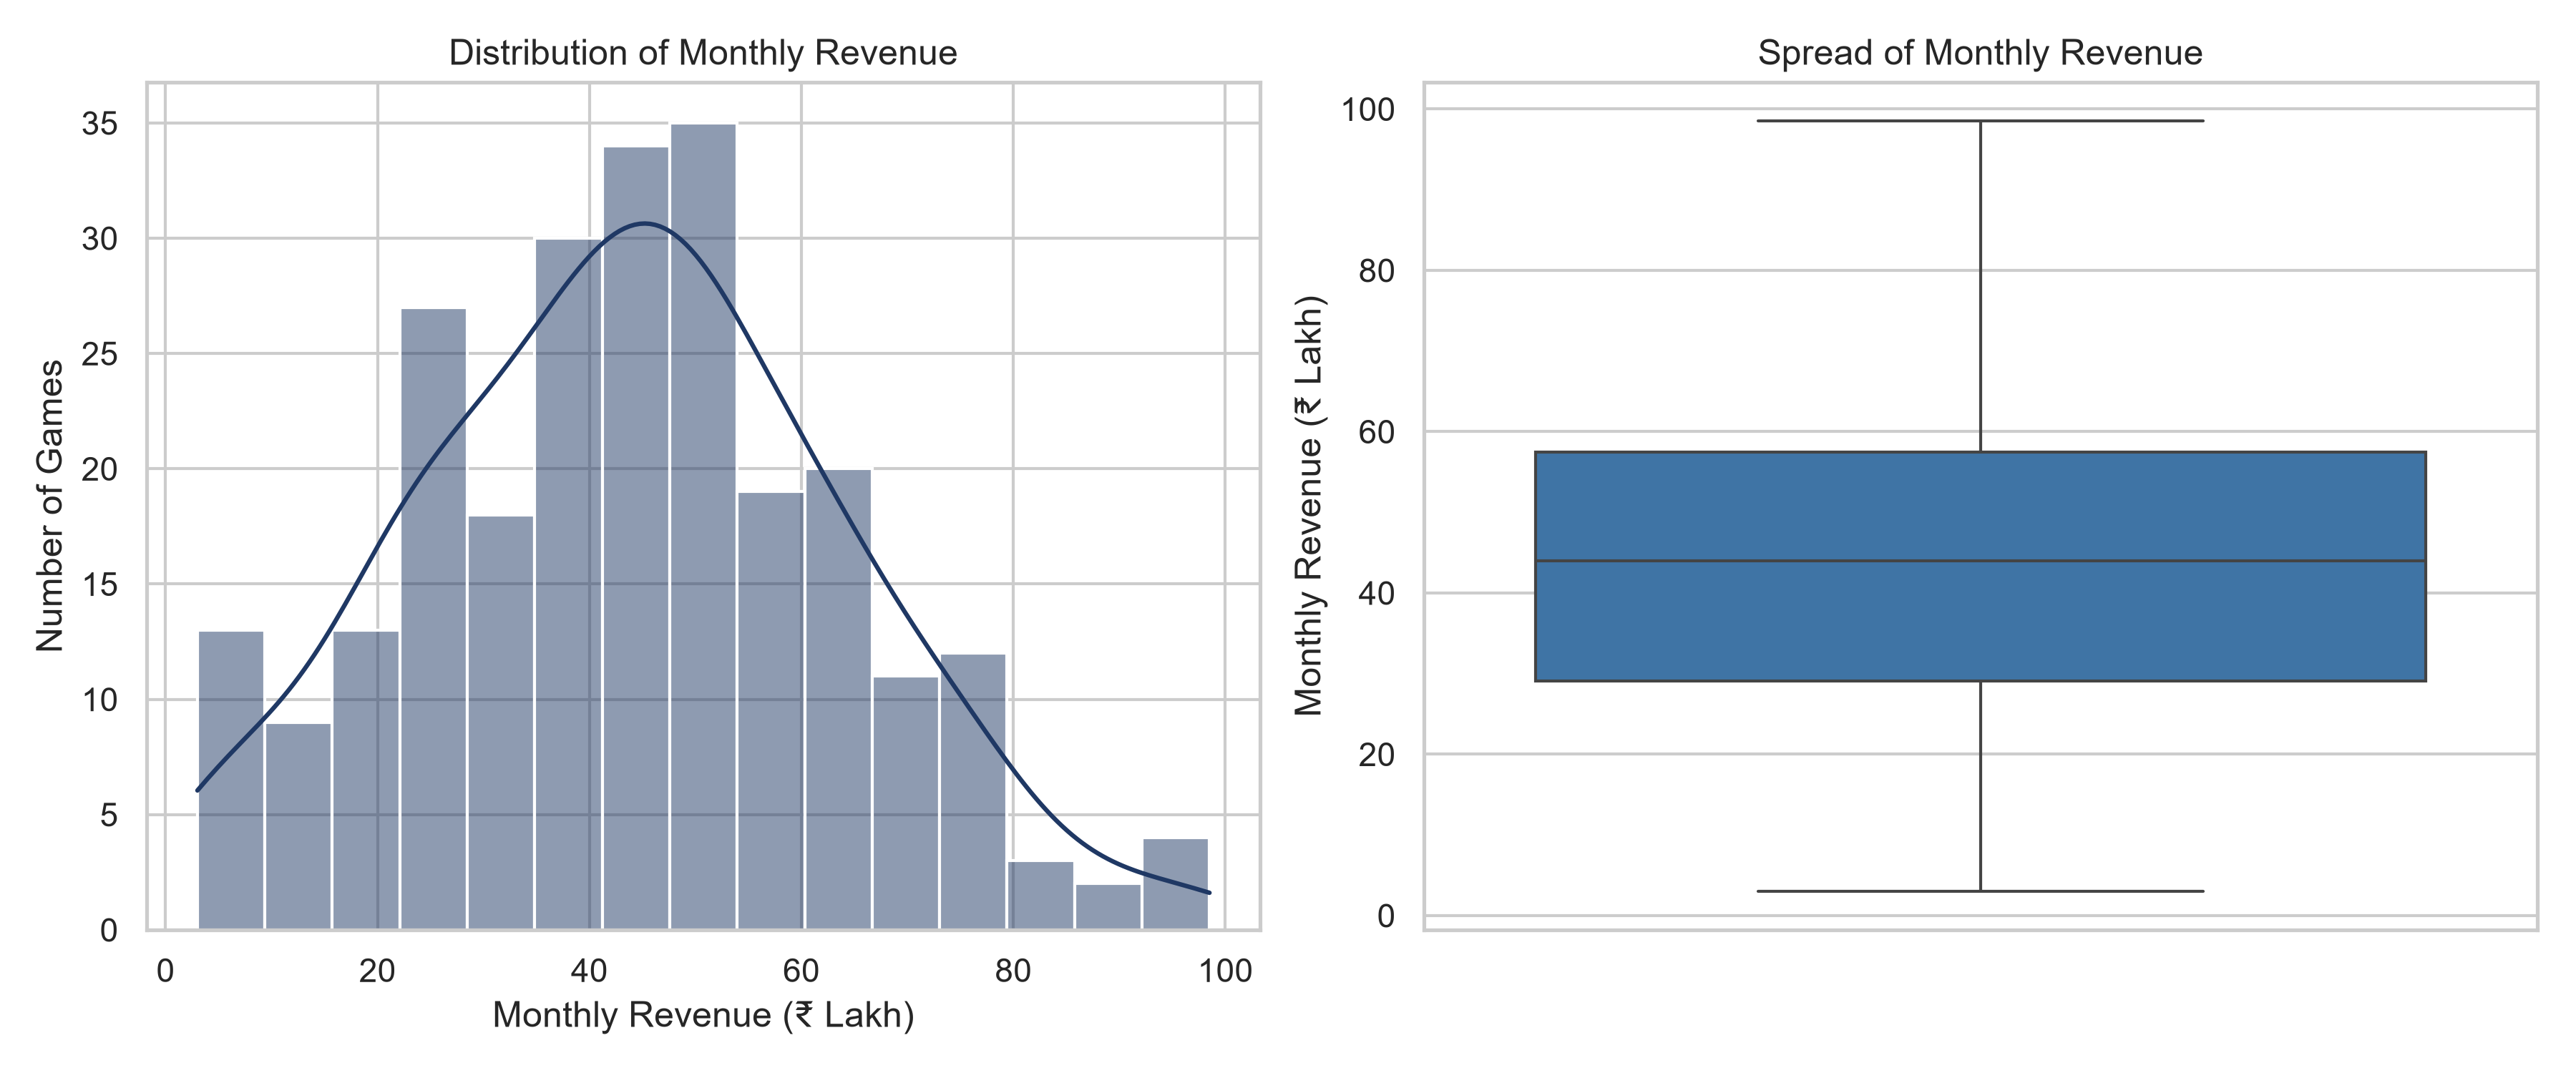 Distribution of Monthly Revenue
35
30
25
20
15
10
5
0
Number of Games
0 20 40 60 80 100
Monthly Revenue (₹ Lakh)
Spread of Monthly Revenue
100
80
60
40
20
0
Monthly Revenue (₹ Lakh)